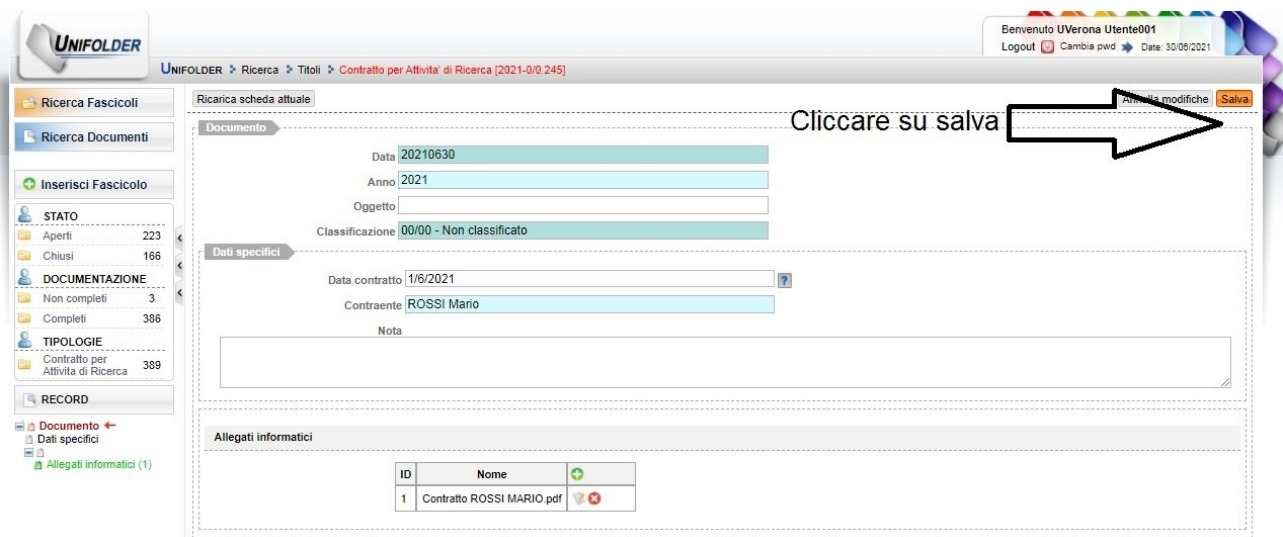 UNIFOLDER
Benvenuto UVerona Utente001
Logout Cambia pwd Date: 30/06/2021
UNIFOLDER Ricerca Titoli Contratto per Attivita' di Ricerca [2021-0/0.245]
Ricerca Fascicoli
Ricerca Documenti
Inserisci Fascicolo
STATO
Aperti 223
Chiusi 166
DOCUMENTAZIONE
Non completi 3
Completi 386
TIPOLOGIE
Contratto per
Attivita di Ricerca 389
RECORD
Documento
Dati specifici
Allegati informatici (1)
Ricarica scheda attuale
Annulla modifiche Salva
Cliccare su salva
Documento
Data 20210630
Anno 2021
Oggetto
Classificazione 00/00 - Non classificato
Dati specifici
Data contratto 1/6/2021 ?
Contraente ROSSI Mario
Nota
Allegati informatici
ID Nome
1 Contratto ROSSI MARIO.pdf